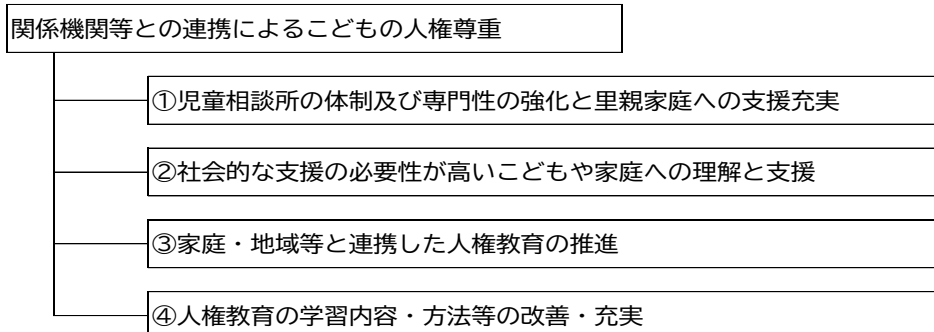 関係機関等との連携によるこどもの人権尊重
①児童相談所の体制及び専門性の強化と里親家庭への支援充実
②社会的な支援の必要性が高いこどもや家庭への理解と支援
③家庭・地域等と連携した人権教育の推進
④人権教育の学習内容・方法等の改善・充実